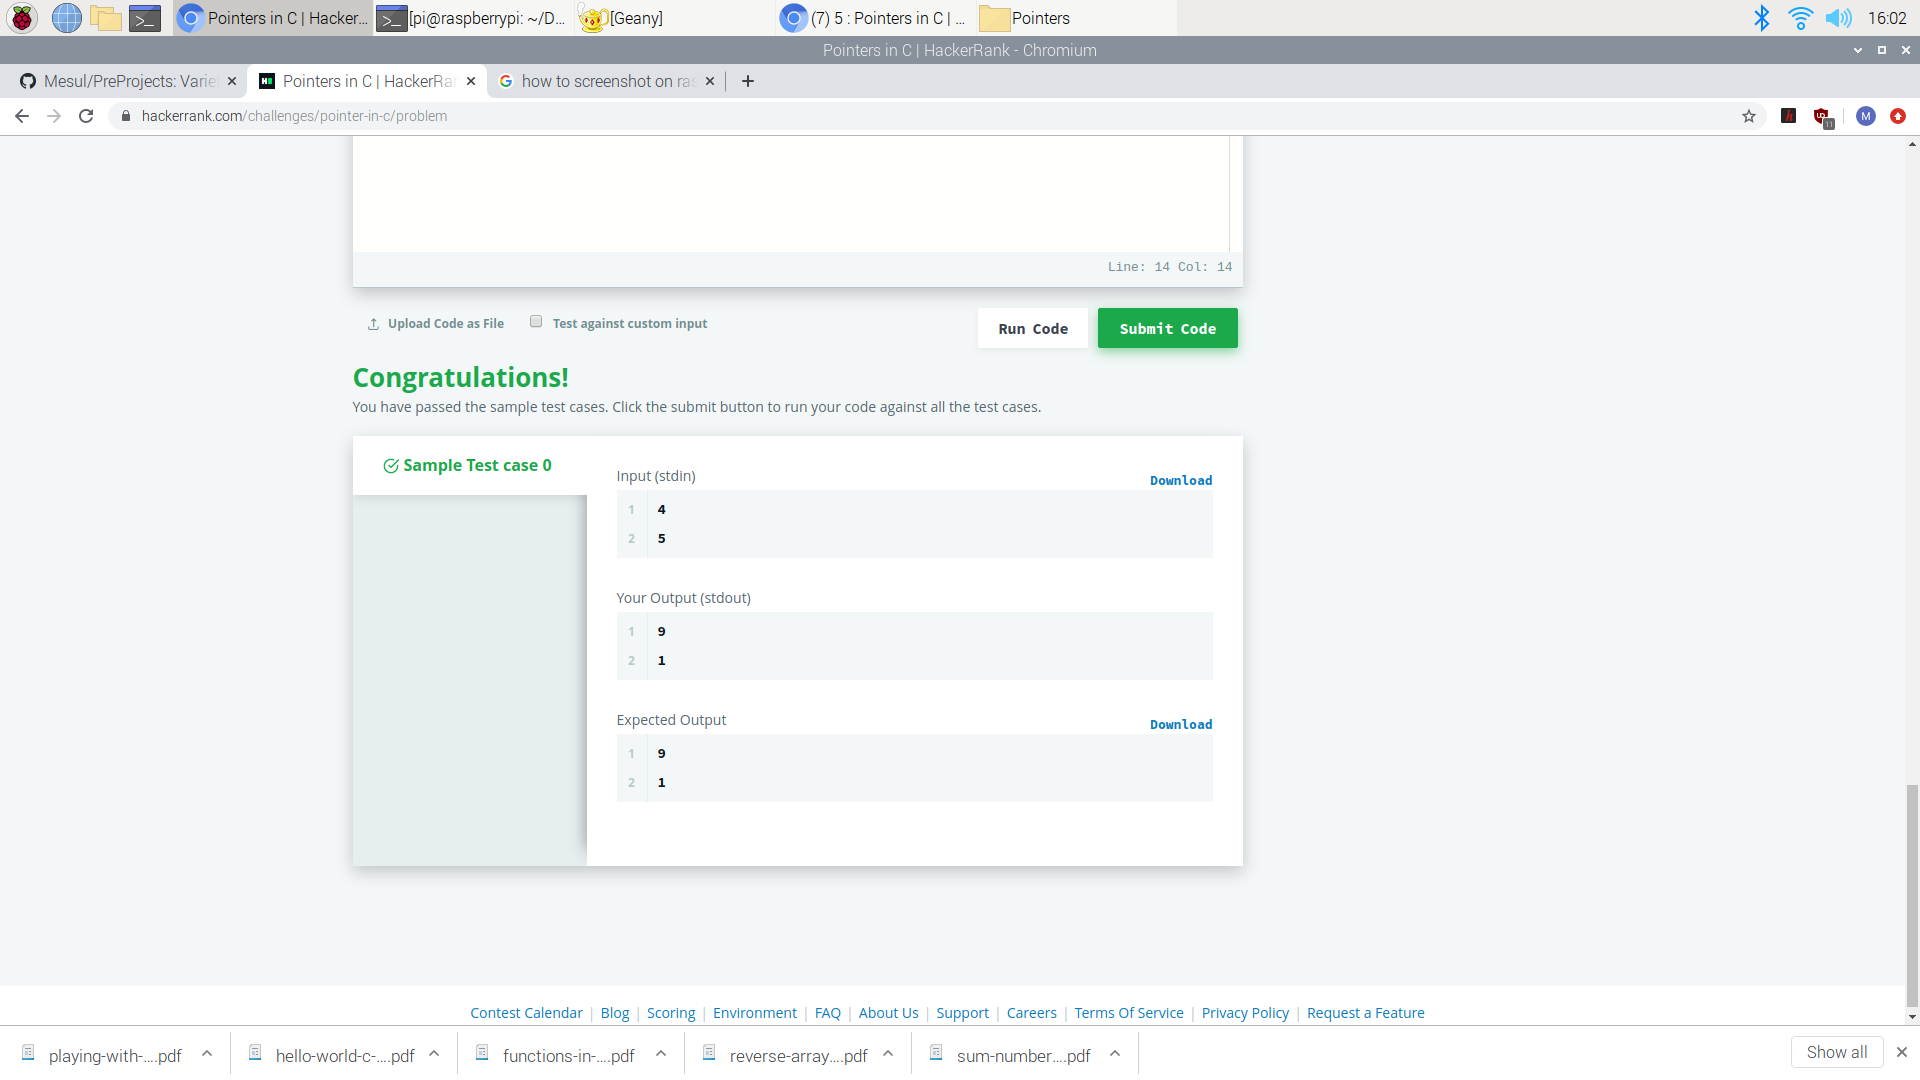 Pointers in C | Hacker... [pi@raspberrypi: ~/D... [Geany] (7) 5 : Pointers in C | ... Pointers 16:02
Pointers in C | HackerRank - Chromium
Mesul/PreProjects: Varie Pointers in C | HackerRa how to screenshot on ras
hackerrank.com/challenges/pointer-in-c/problem 11 M
Line: 14 Col: 14
Upload Code as File Test against custom input Run Code Submit Code
Congratulations!
You have passed the sample test cases. Click the submit button to run your code against all the test cases.
Sample Test case 0
Input (stdin) Download
1 4
2 5
Your Output (stdout)
1 9
2 1
Expected Output Download
1 9
2 1
Contest Calendar | Blog | Scoring | Environment | FAQ | About Us | Support | Careers | Terms Of Service | Privacy Policy | Request a Feature
playing-with-....pdf hello-world-c-....pdf functions-in-....pdf reverse-array....pdf sum-number....pdf Show all